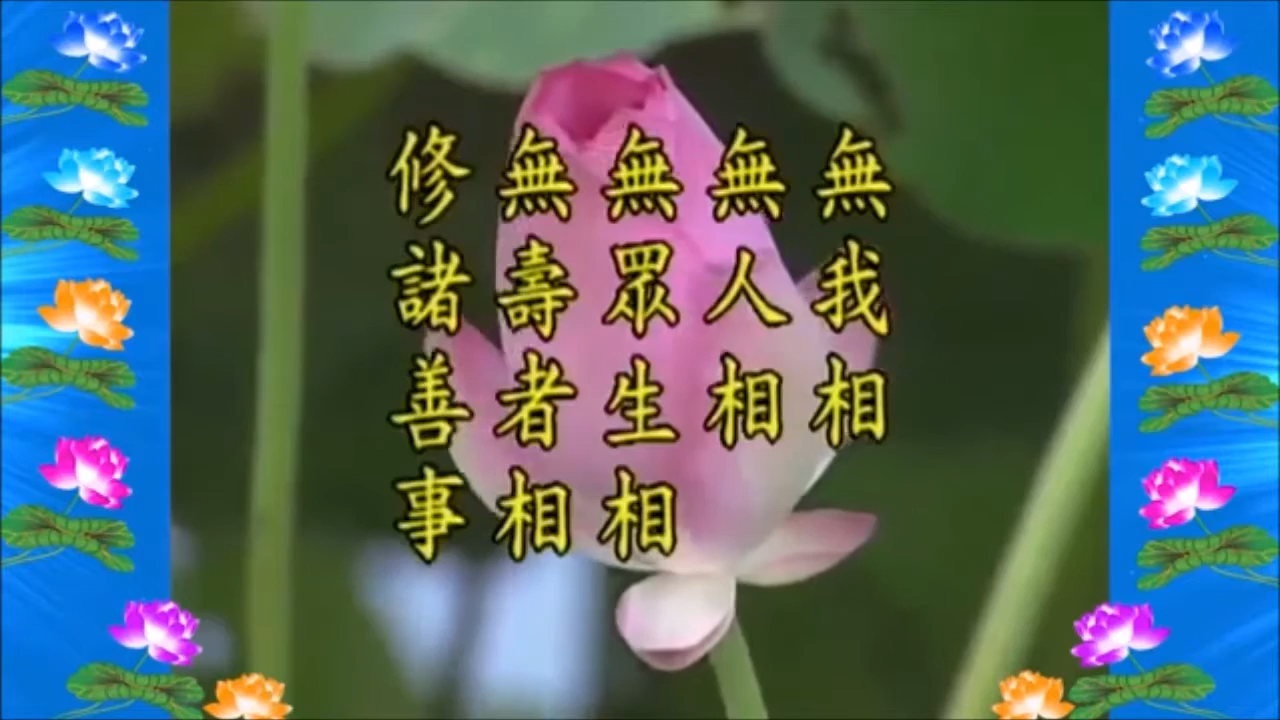 無我相
無人相
無眾生相
無壽者相
修諸善事